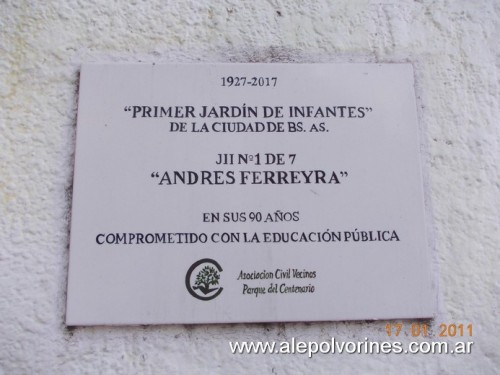 1927-2017
"PRIMER JARDÍN DE INFANTES"
DE LA CIUDAD DE BS. AS.
JII Nº1 DE 7
"ANDRES FERREYRA"
EN SUS 90 AÑOS
COMPROMETIDO CON LA EDUCACIÓN PÚBLICA
Asociacion Civil Vecinos
Parque del Centenario
17.01.2011
www.alepolvorines.com.ar